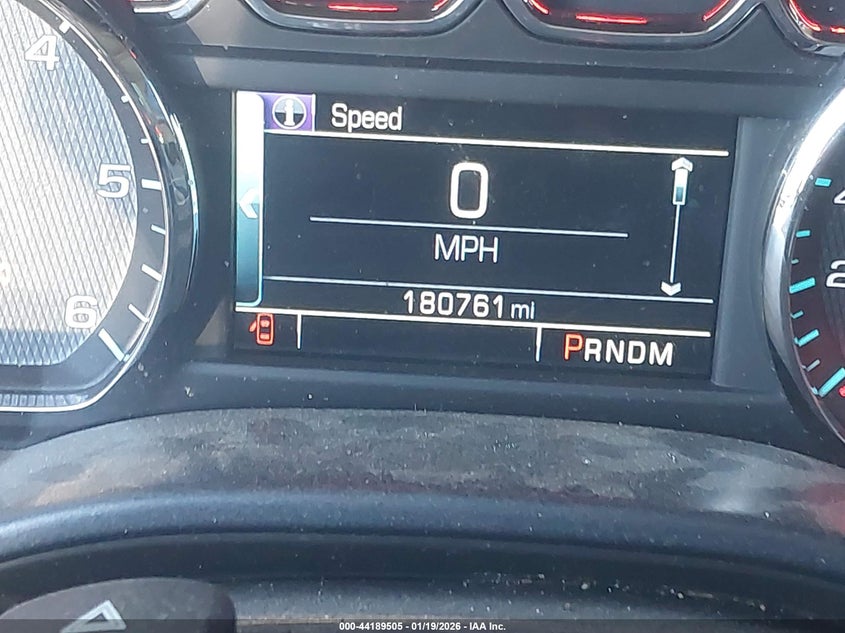 4
5
6
Speed
0
MPH
180761 mi
PRNDM
000-44189505 - 01/19/2026 - IAA Inc.